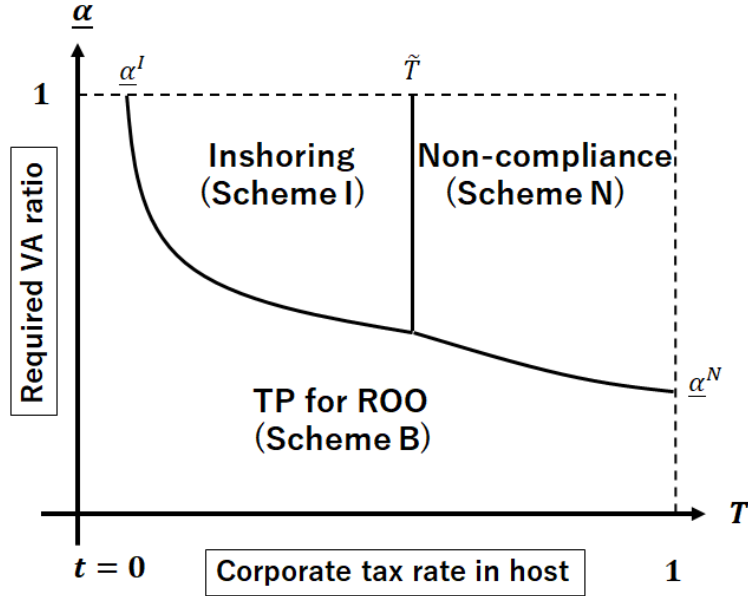 α
α^I
T̃
1
Inshoring
(Scheme I)
Non-compliance
(Scheme N)
Required VA ratio
α^N
TP for ROO
(Scheme B)
T
t = 0
Corporate tax rate in host
1